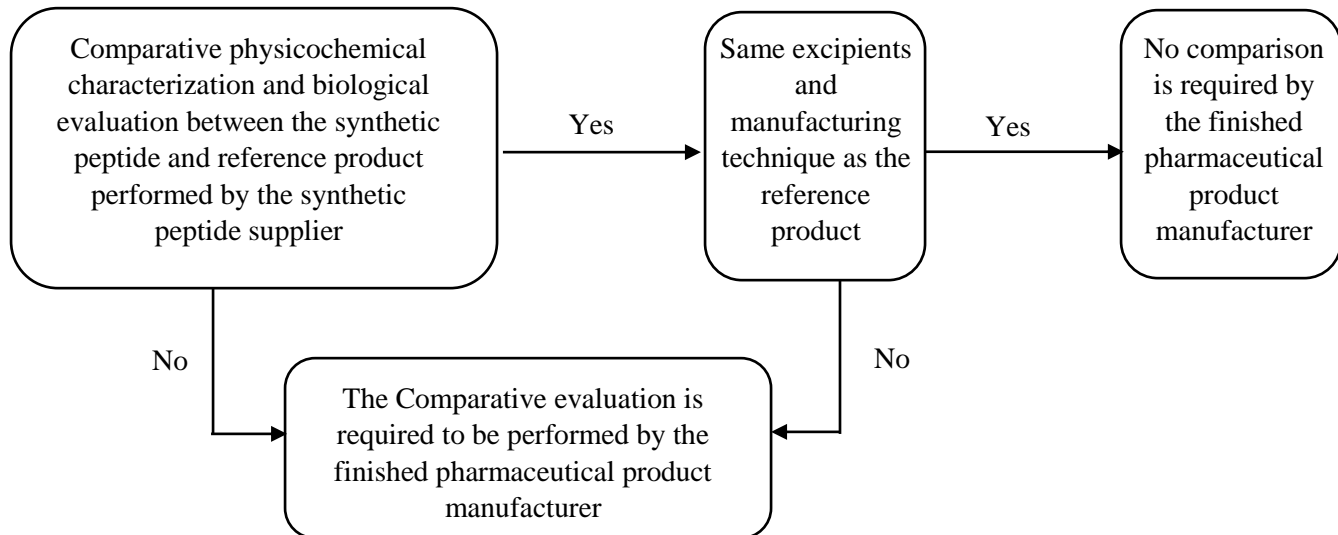 Comparative physicochemical
characterization and biological
evaluation between the synthetic
peptide and reference product
performed by the synthetic
peptide supplier
Yes
Same excipients
and
manufacturing
technique as the
reference
product
Yes
No comparison
is required by
the finished
pharmaceutical
product
manufacturer
No
The Comparative evaluation is
required to be performed by the
finished pharmaceutical product
manufacturer
No